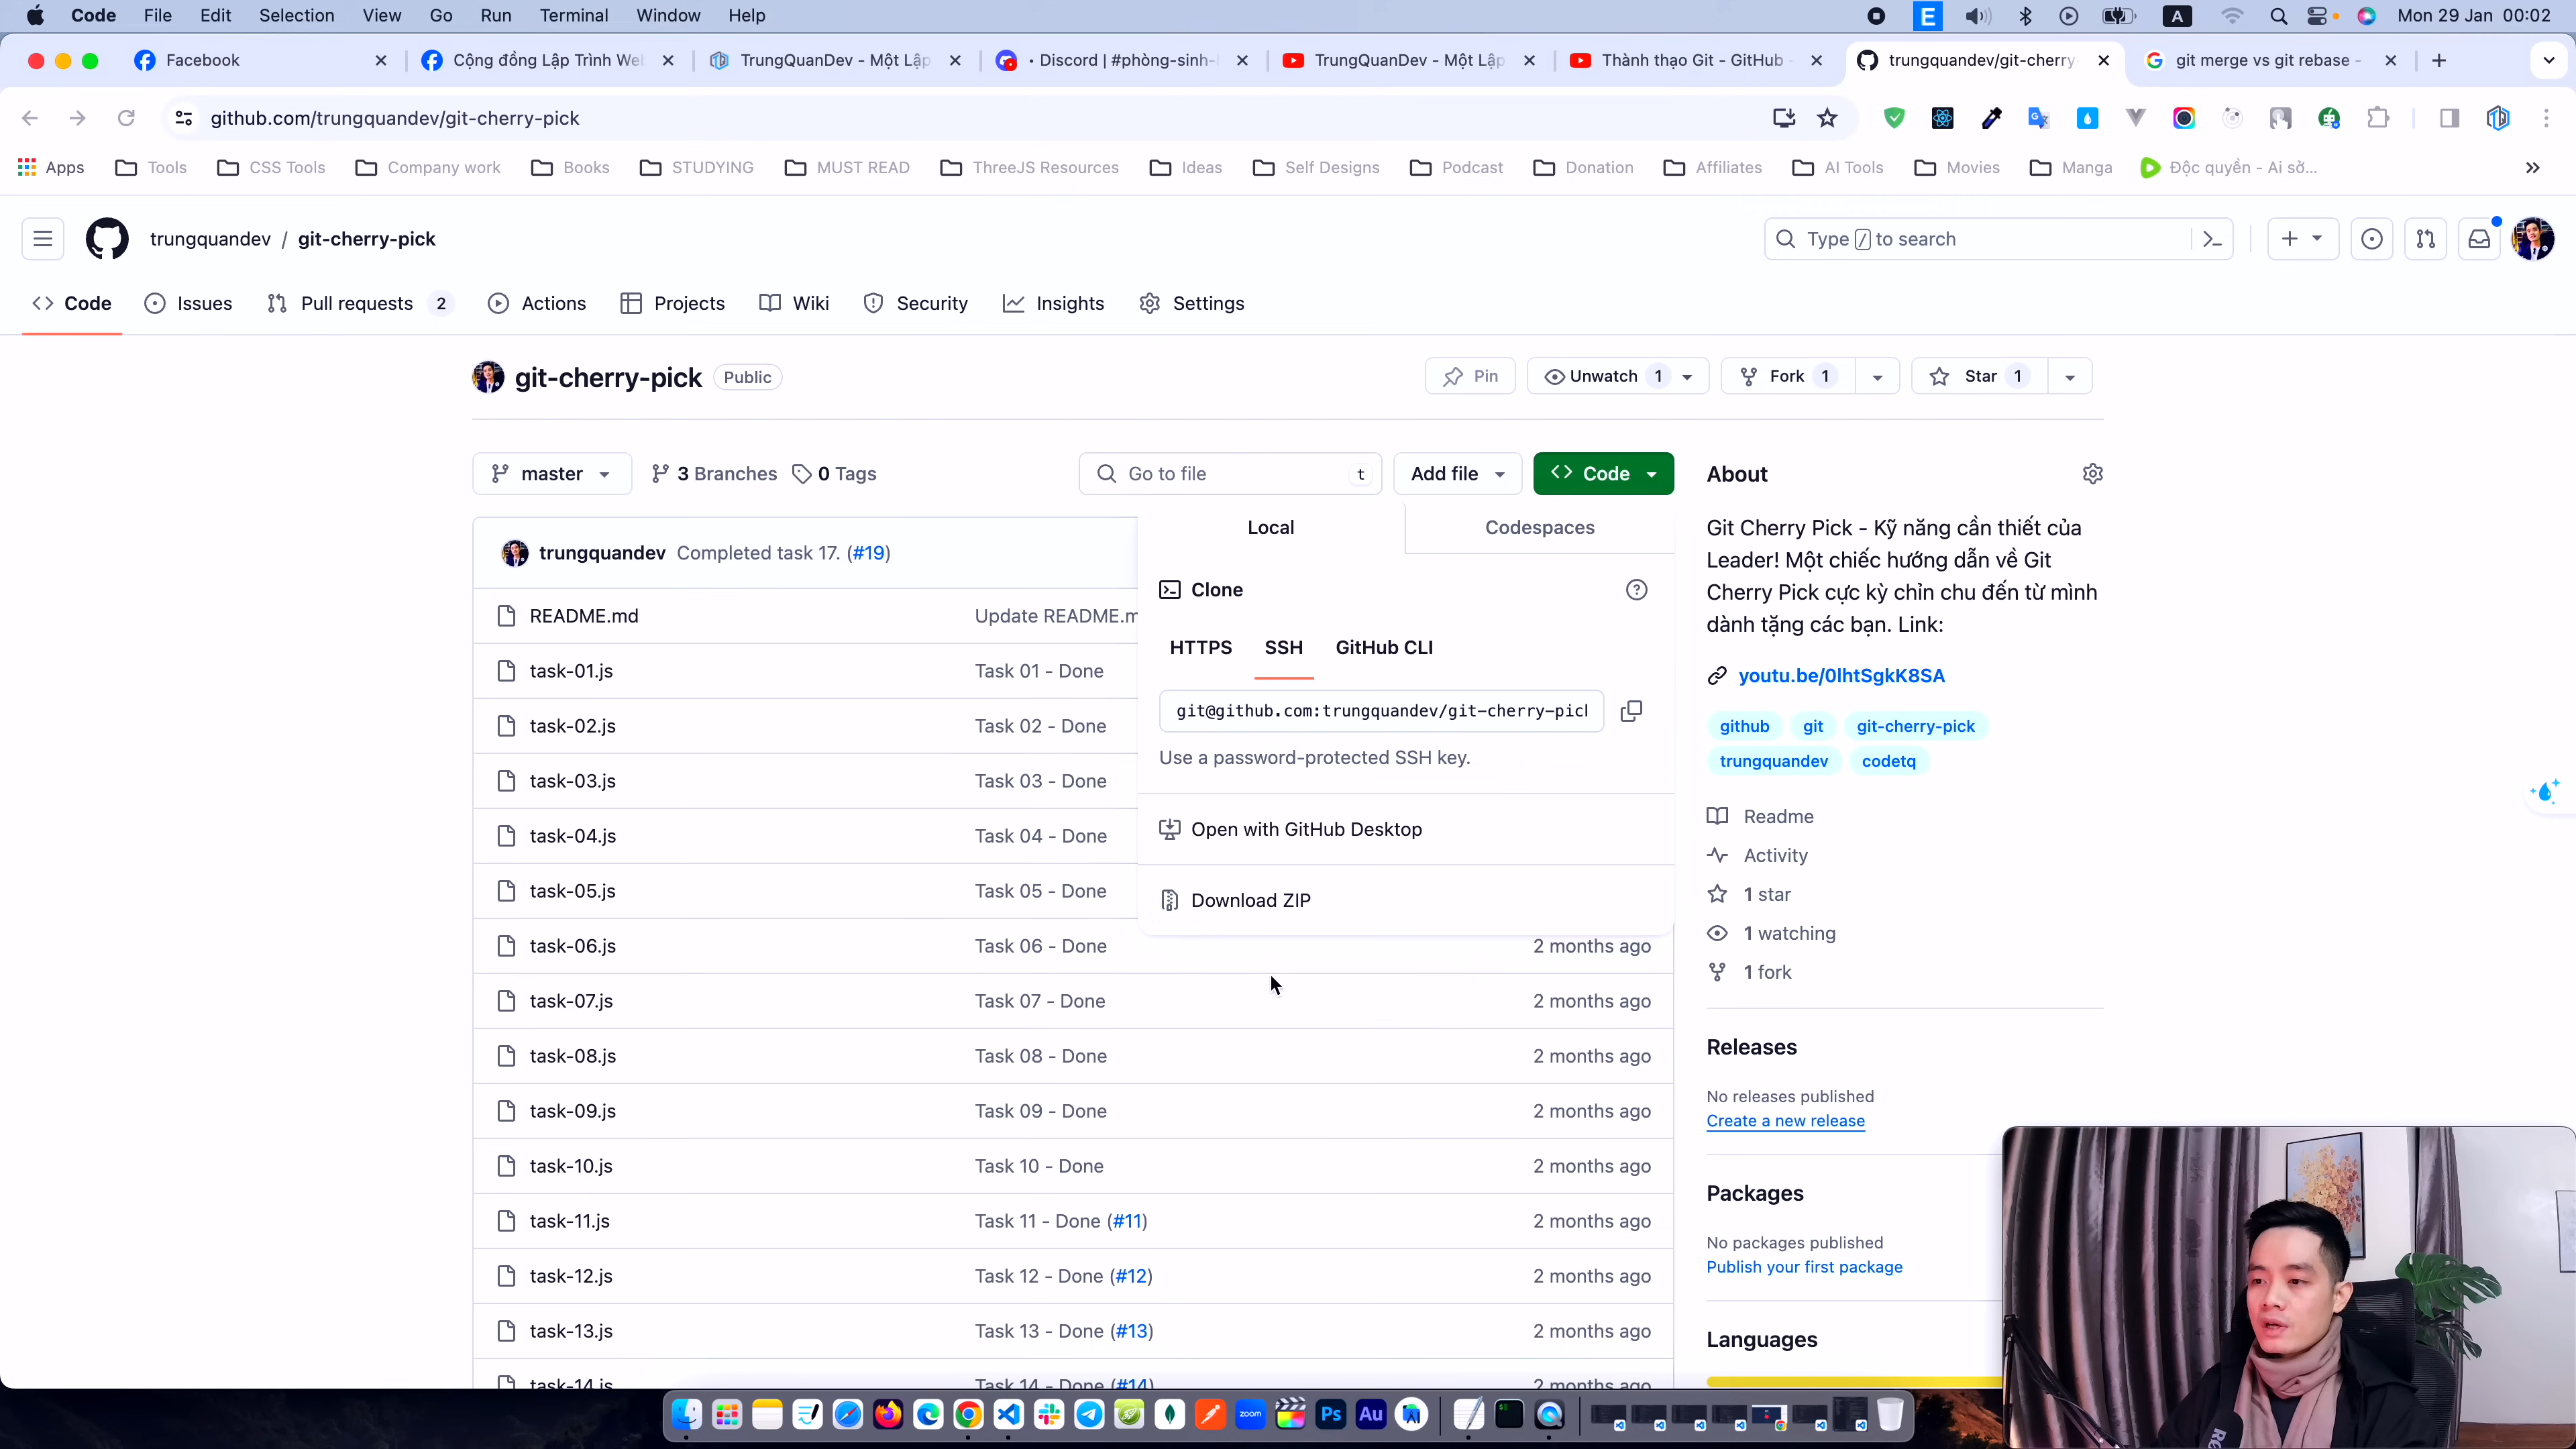 Code File Edit Selection View Go Run Terminal Window Help
E A Mon 29 Jan 00:02
Facebook
Cộng đồng Lập Trình We
TrungQuanDev - Một Lập
• Discord | #phòng-sinh-
TrungQuanDev - Một Lập
Thành thạo Git - GitHub -
trungquandev/git-cherry-
git merge vs git rebase -
github.com/trungquandev/git-cherry-pick
Apps Tools CSS Tools Company work Books STUDYING MUST READ ThreeJS Resources Ideas Self Designs Podcast Donation Affiliates AI Tools Movies Manga Độc quyền - Ai sở...
trungquandev / git-cherry-pick
Type / to search
Code Issues Pull requests 2 Actions Projects Wiki Security Insights Settings
git-cherry-pick Public
Pin Unwatch 1 Fork 1 Star 1
master 3 Branches 0 Tags
Go to file t Add file Code
trungquandev Completed task 17. (#19)
README.md Update README.m
task-01.js Task 01 - Done
task-02.js Task 02 - Done
task-03.js Task 03 - Done
task-04.js Task 04 - Done
task-05.js Task 05 - Done
task-06.js Task 06 - Done 2 months ago
task-07.js Task 07 - Done 2 months ago
task-08.js Task 08 - Done 2 months ago
task-09.js Task 09 - Done 2 months ago
task-10.js Task 10 - Done 2 months ago
task-11.js Task 11 - Done (#11) 2 months ago
task-12.js Task 12 - Done (#12) 2 months ago
task-13.js Task 13 - Done (#13) 2 months ago
task-14.js Task 14 - Done (#14) 2 months ago
Local Codespaces
Clone
HTTPS SSH GitHub CLI
git@github.com:trungquandev/git-cherry-picl
Use a password-protected SSH key.
Open with GitHub Desktop
Download ZIP
About
Git Cherry Pick - Kỹ năng cần thiết của
Leader! Một chiếc hướng dẫn về Git
Cherry Pick cực kỳ chỉn chu đến từ mình
dành tặng các bạn. Link:
youtu.be/0lhtSgkK8SA
github git git-cherry-pick
trungquandev codetq
Readme
Activity
1 star
1 watching
1 fork
Releases
No releases published
Create a new release
Packages
No packages published
Publish your first package
Languages
zoom Ps Au